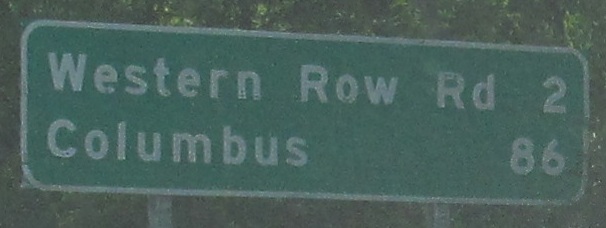 Western Row Rd 2
Columbus 86